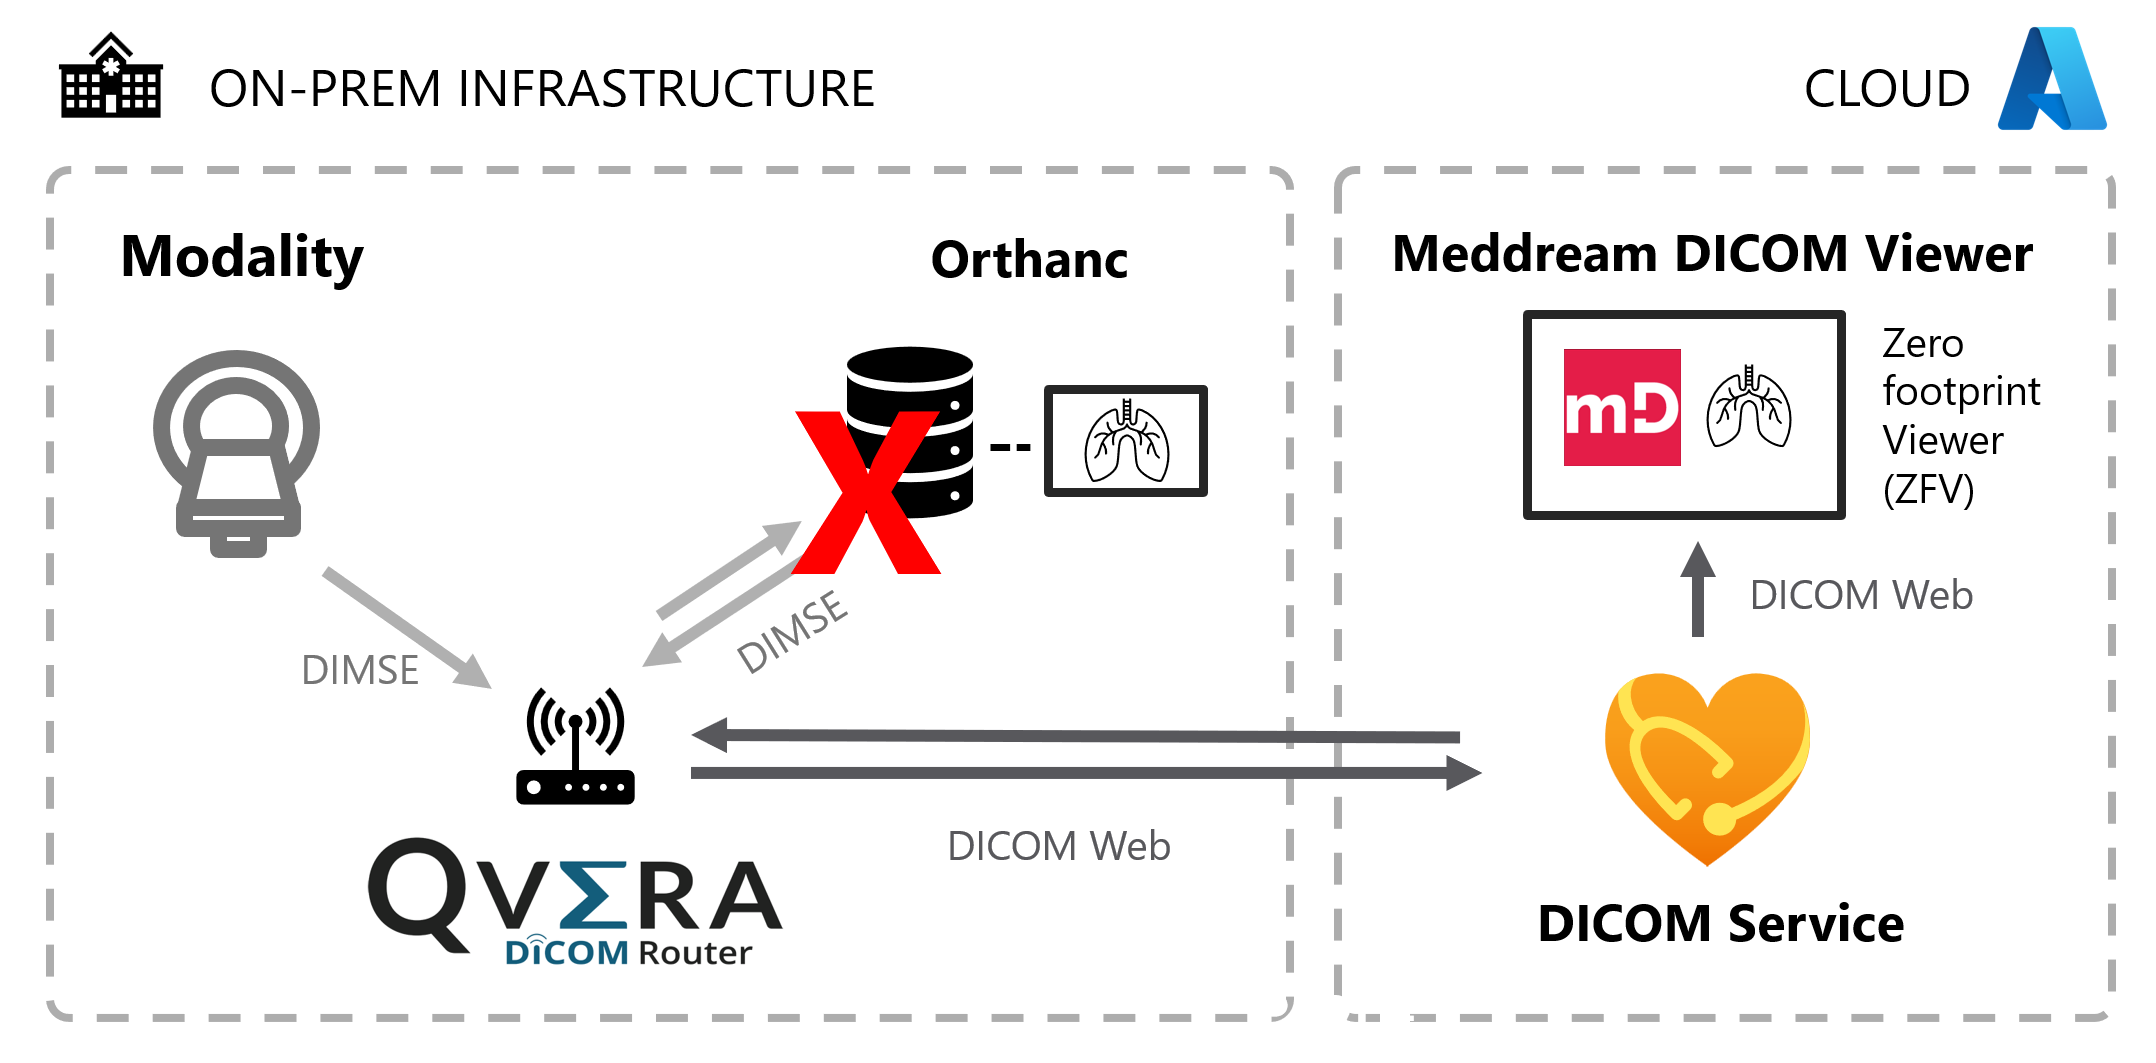 ON-PREM INFRASTRUCTURE
CLOUD
Modality
Orthanc
X
DIMSE
DIMSE
QVERA
DiCOM Router
DICOM Web
Meddream DICOM Viewer
mD
Zero
footprint
Viewer
(ZFV)
DICOM Web
DICOM Service